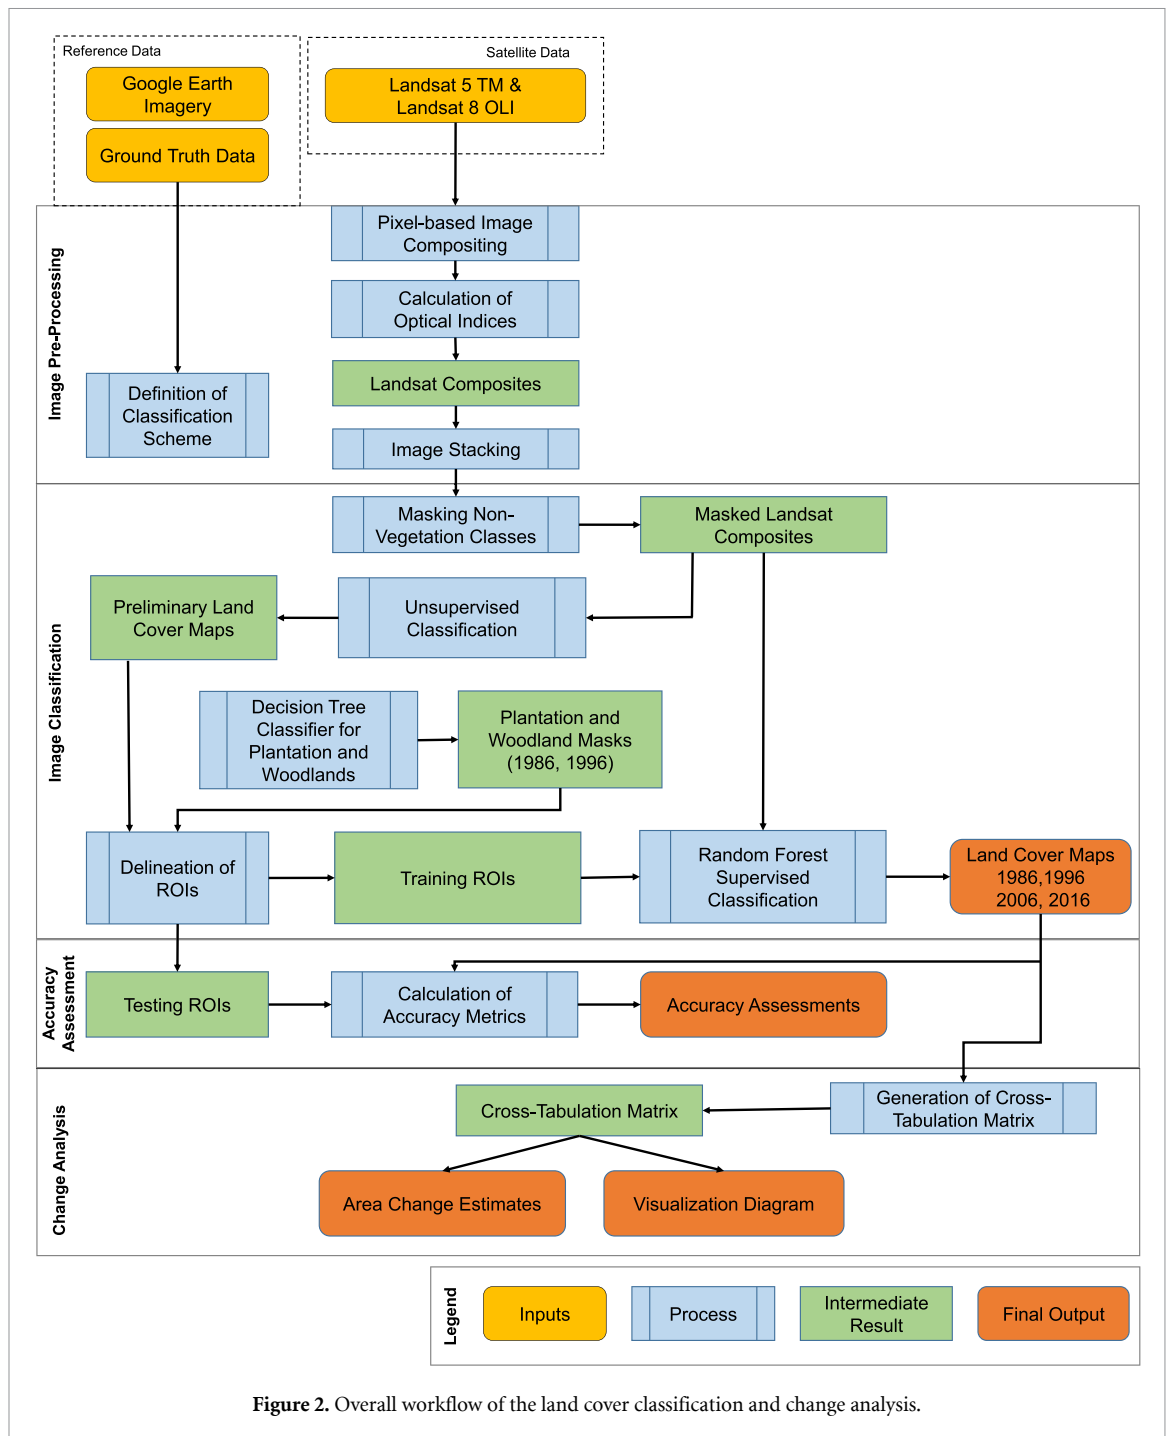 Reference Data
Google Earth
Imagery
Ground Truth Data
Satellite Data
Landsat 5 TM &
Landsat 8 OLI
Image Pre-Processing
Pixel-based Image
Compositing
Calculation of
Optical Indices
Landsat Composites
Definition of
Classification
Scheme
Image Stacking
Image Classification
Masking Non-
Vegetation Classes
Masked Landsat
Composites
Preliminary Land
Cover Maps
Unsupervised
Classification
Decision Tree
Classifier for
Plantation and
Woodlands
Plantation and
Woodland Masks
(1986, 1996)
Delineation of
ROIs
Training ROIs
Random Forest
Supervised
Classification
Land Cover Maps
1986,1996
2006, 2016
Accuracy
Assessment
Testing ROIs
Calculation of
Accuracy Metrics
Accuracy Assessments
Change Analysis
Cross-Tabulation Matrix
Generation of Cross-
Tabulation Matrix
Area Change Estimates
Visualization Diagram
Legend
Inputs
Process
Intermediate
Result
Final Output
Figure 2. Overall workflow of the land cover classification and change analysis.